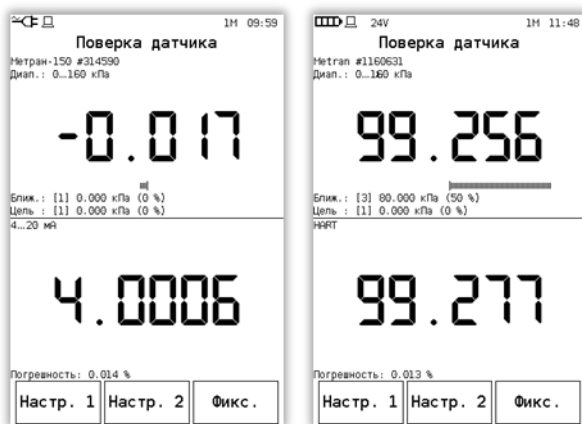 1М 09:59
Поверка датчика
Метран-150 #314590
Диап.: 0...160 кПа
-0.017
Ближ.: [1] 0.000 кПа (0 %)
Цель : [1] 0.000 кПа (0 %)
4...20 мА
4.0006
Погрешность: 0.014 %
Настр. 1 Настр. 2 Фикс.
24V 1М 11:48
Поверка датчика
Metran #1160631
Диап.: 0...160 кПа
99.256
Ближ.: [3] 80.000 кПа (50 %)
Цель : [1] 0.000 кПа (0 %)
HART
99.277
Погрешность: 0.013 %
Настр. 1 Настр. 2 Фикс.